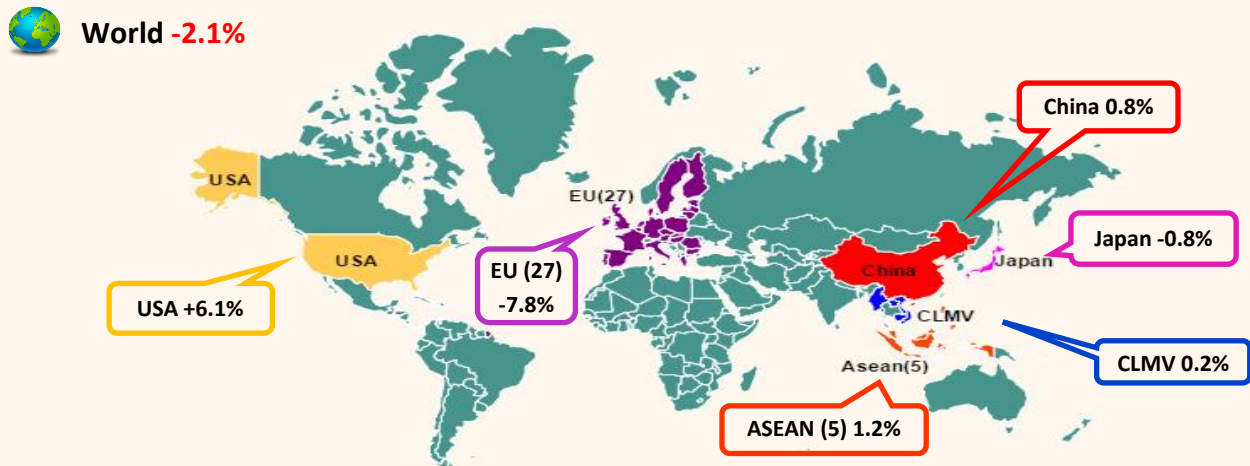 World -2.1%
China 0.8%
USA
EU(27)
Japan -0.8%
USA
EU (27)
-7.8%
China
Japan
USA +6.1%
CLMV
CLMV 0.2%
Asean(5)
ASEAN (5) 1.2%